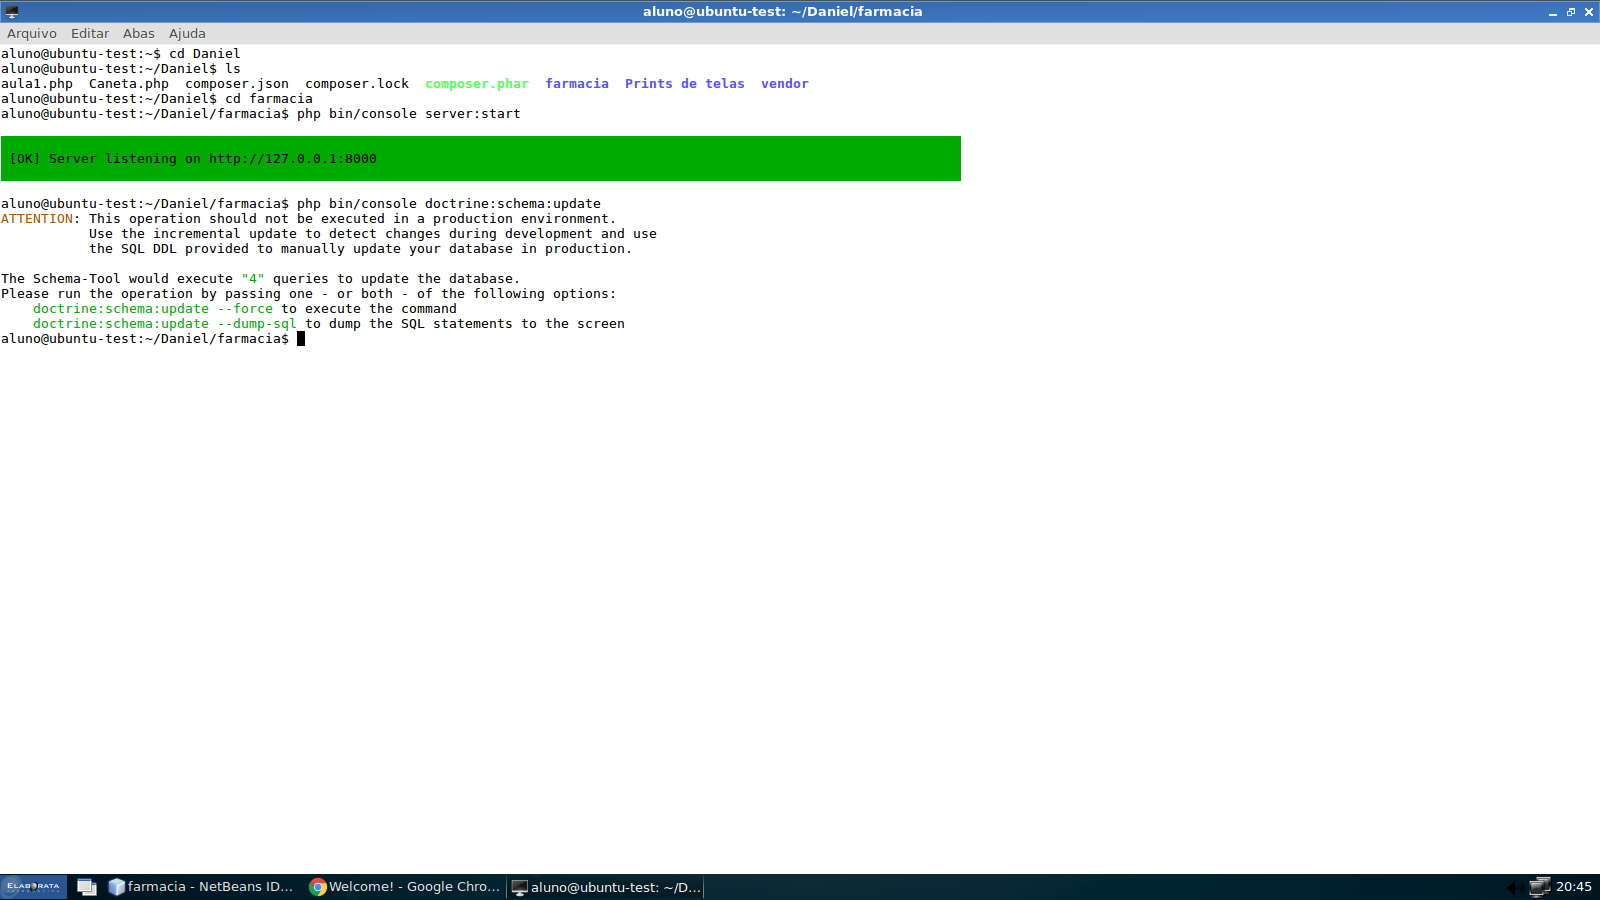 aluno@ubuntu-test: ~/Daniel/farmacia
Arquivo Editar Abas Ajuda
aluno@ubuntu-test:~$ cd Daniel
aluno@ubuntu-test:~/Daniel$ ls
aula1.php  Caneta.php  composer.json  composer.lock  composer.phar  farmacia  Prints de telas  vendor
aluno@ubuntu-test:~/Daniel$ cd farmacia
aluno@ubuntu-test:~/Daniel/farmacia$ php bin/console server:start
[OK] Server listening on http://127.0.0.1:8000
aluno@ubuntu-test:~/Daniel/farmacia$ php bin/console doctrine:schema:update
ATTENTION: This operation should not be executed in a production environment.
Use the incremental update to detect changes during development and use
the SQL DDL provided to manually update your database in production.
The Schema-Tool would execute "4" queries to update the database.
Please run the operation by passing one - or both - of the following options:
doctrine:schema:update --force to execute the command
doctrine:schema:update --dump-sql to dump the SQL statements to the screen
aluno@ubuntu-test:~/Daniel/farmacia$
ELABORATA farmacia - NetBeans ID... Welcome! - Google Chro... aluno@ubuntu-test: ~/D... 20:45